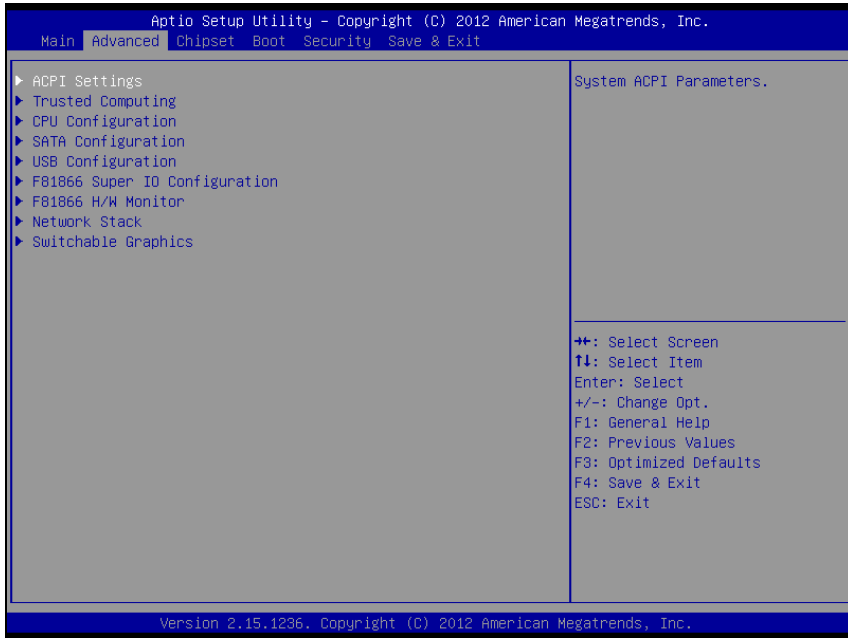 Aptio Setup Utility – Copyright (C) 2012 American Megatrends, Inc.
Main Advanced Chipset Boot Security Save & Exit
▶ ACPI Settings
▶ Trusted Computing
▶ CPU Configuration
▶ SATA Configuration
▶ USB Configuration
▶ F81866 Super IO Configuration
▶ F81866 H/W Monitor
▶ Network Stack
▶ Switchable Graphics
System ACPI Parameters.
→←: Select Screen
↑↓: Select Item
Enter: Select
+/-: Change Opt.
F1: General Help
F2: Previous Values
F3: Optimized Defaults
F4: Save & Exit
ESC: Exit
Version 2.15.1236. Copyright (C) 2012 American Megatrends, Inc.